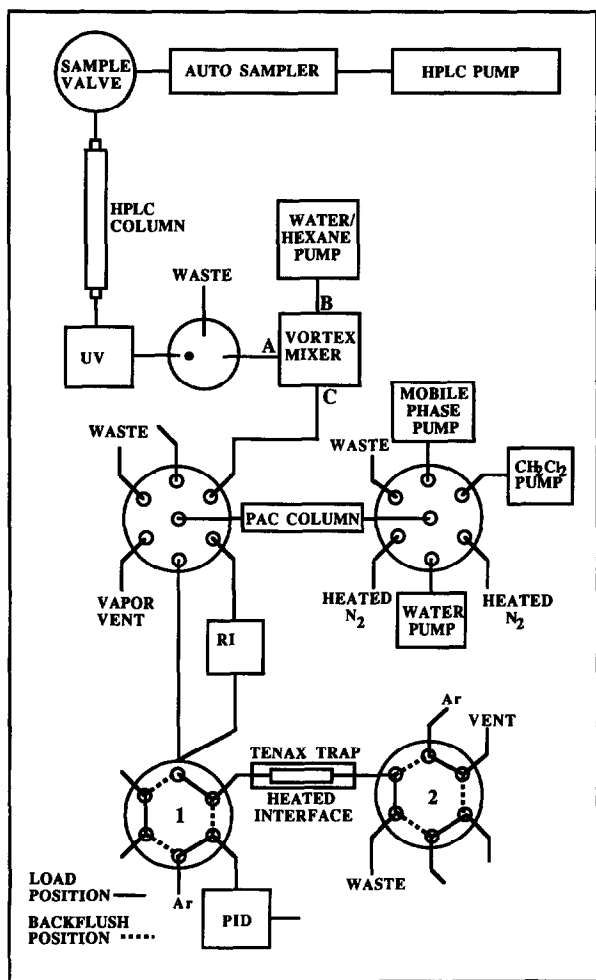 SAMPLE
VALVE
AUTO SAMPLER
HPLC PUMP
HPLC
COLUMN
WATER/
HEXANE
PUMP
WASTE
B
UV
A
VORTEX
MIXER
C
MOBILE
PHASE
PUMP
WASTE
WASTE
CH2Cl2
PUMP
PAC COLUMN
VAPOR
VENT
HEATED
N2
WATER
PUMP
HEATED
N2
RI
Ar
VENT
TENAX TRAP
HEATED
INTERFACE
1
2
WASTE
LOAD
POSITION
Ar
BACKFLUSH
POSITION
PID